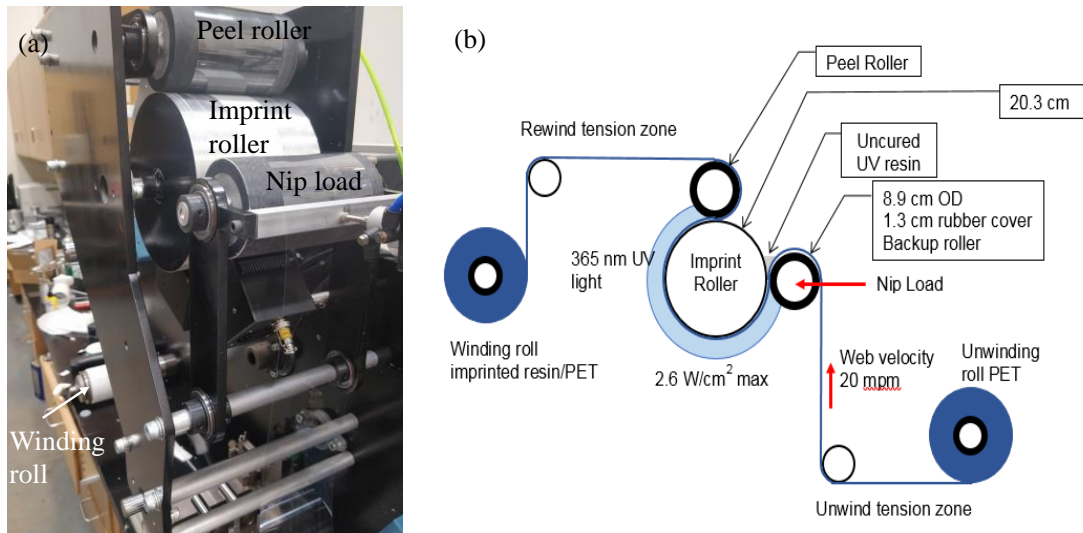 (a)
Peel roller
Imprint
roller
Nip load
Winding
roll
(b)
Peel Roller
20.3 cm
Rewind tension zone
Uncured
UV resin
8.9 cm OD
1.3 cm rubber cover
Backup roller
365 nm UV
light
Imprint
Roller
Nip Load
Winding roll
imprinted resin/PET
2.6 W/cm² max
Web velocity
20 mpm
Unwinding
roll PET
Unwind tension zone